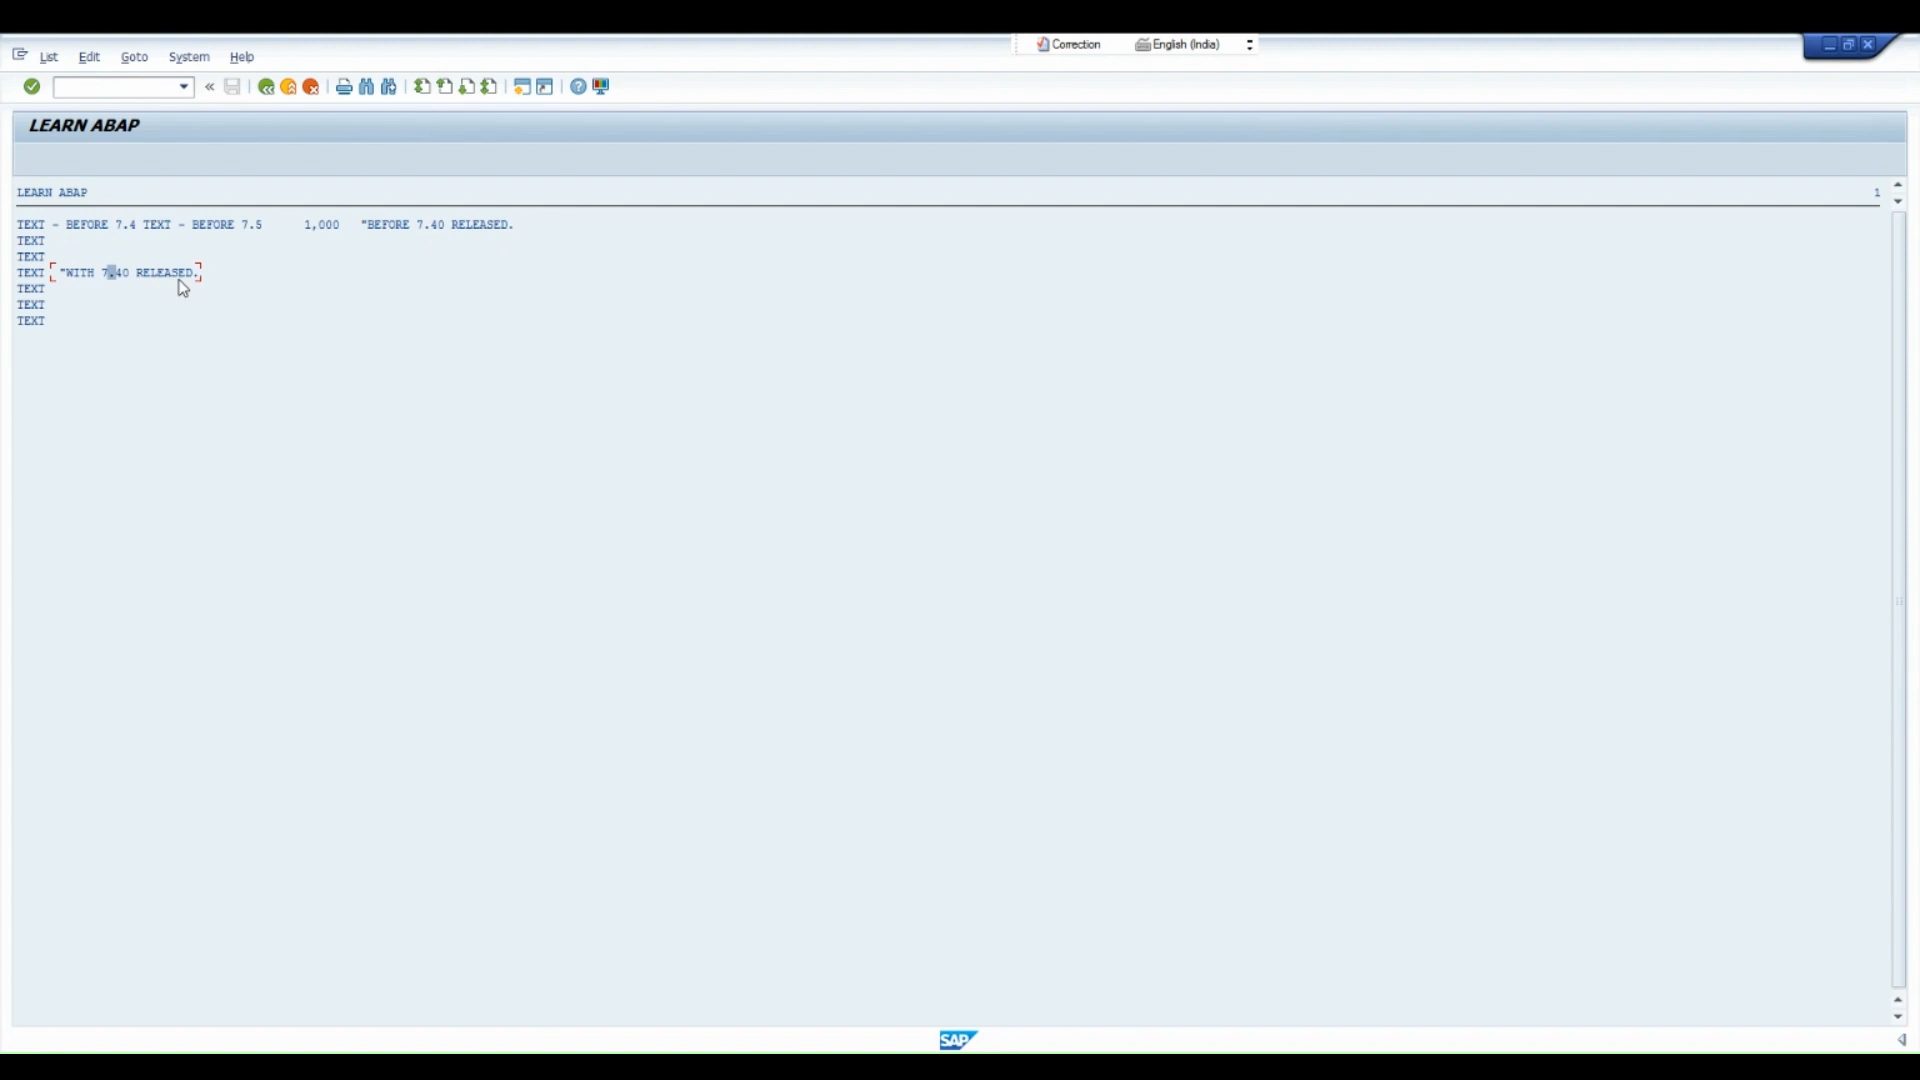 List Edit Goto System Help Correction English (India)
LEARN ABAP
LEARN ABAP 1
TEXT - BEFORE 7.4 TEXT - BEFORE 7.5 1,000 "BEFORE 7.40 RELEASED.
TEXT
TEXT
TEXT "WITH 7.40 RELEASED.
TEXT
TEXT
TEXT
SAP